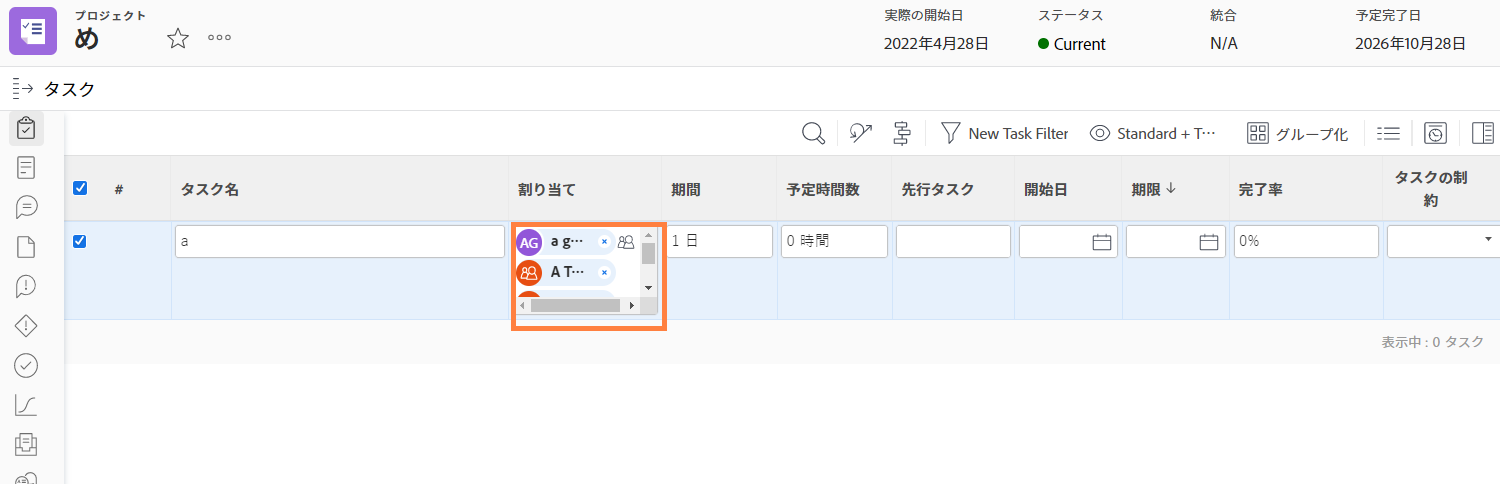 プロジェクト
め
実際の開始日
2022年4月28日
ステータス
Current
統合
N/A
予定完了日
2026年10月28日
タスク
New Task Filter
Standard + T···
グループ化
#
タスク名
割り当て
期間
予定時間数
先行タスク
開始日
期限
完了率
タスクの制
約
a
AG
a g···
A T···
1 日
0 時間
0%
表示中 : 0 タスク